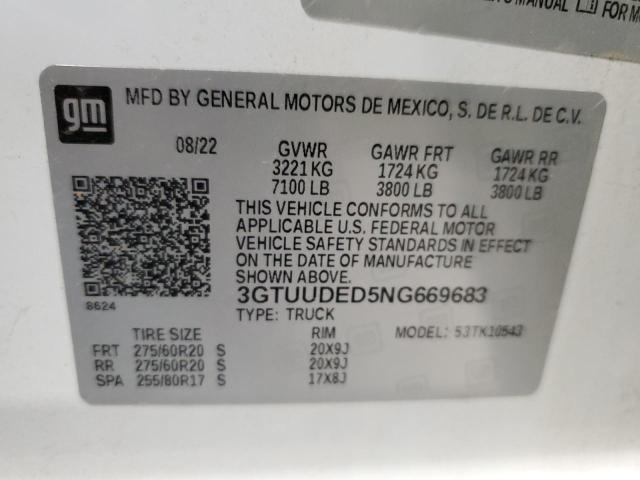 MANUAL FOR M
gm
MFD BY GENERAL MOTORS DE MEXICO, S. DE R.L. DE C.V.
08/22 GVWR GAWR FRT GAWR RR
3221 KG 1724 KG 1724 KG
7100 LB 3800 LB 3800 LB
THIS VEHICLE CONFORMS TO ALL
APPLICABLE U.S. FEDERAL MOTOR
VEHICLE SAFETY STANDARDS IN EFFECT
ON THE DATE OF MANUFACTURE
SHOWN ABOVE.
8624 3GTUUDED5NG669683
TYPE: TRUCK
TIRE SIZE RIM MODEL: 53TK10543
FRT 275/60R20 S 20X9J
RR 275/60R20 S 20X9J
SPA 255/80R17 S 17X8J